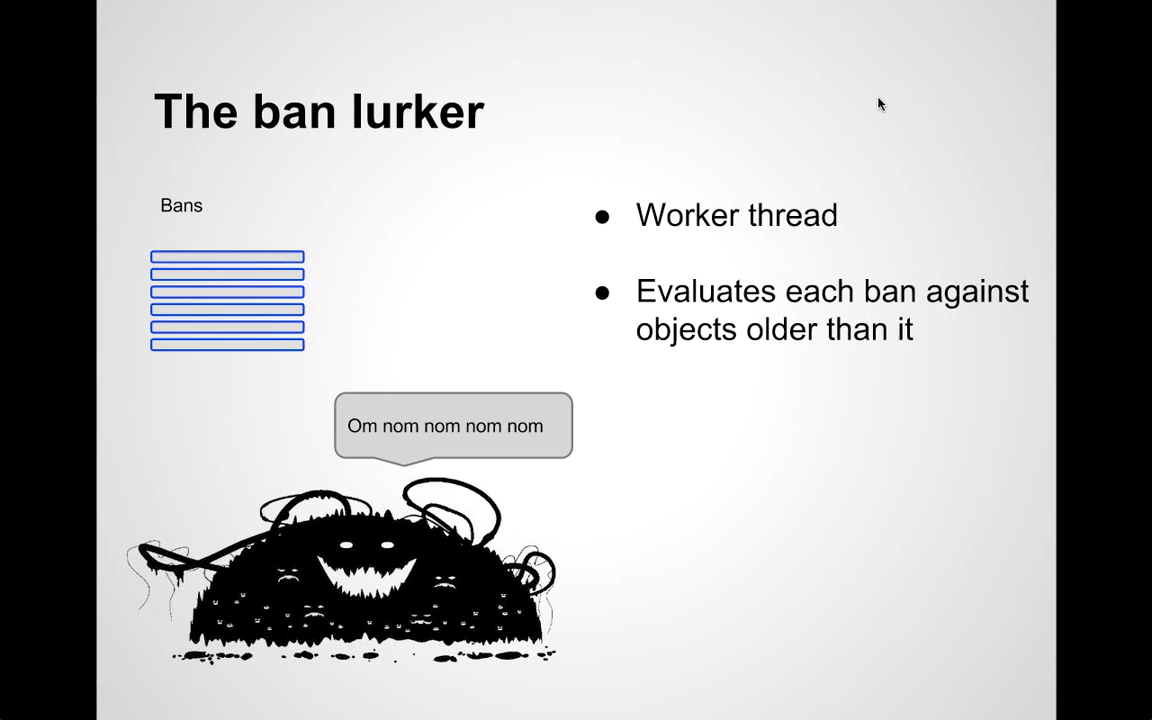 The ban lurker
Bans
● Worker thread
● Evaluates each ban against
objects older than it
Om nom nom nom nom